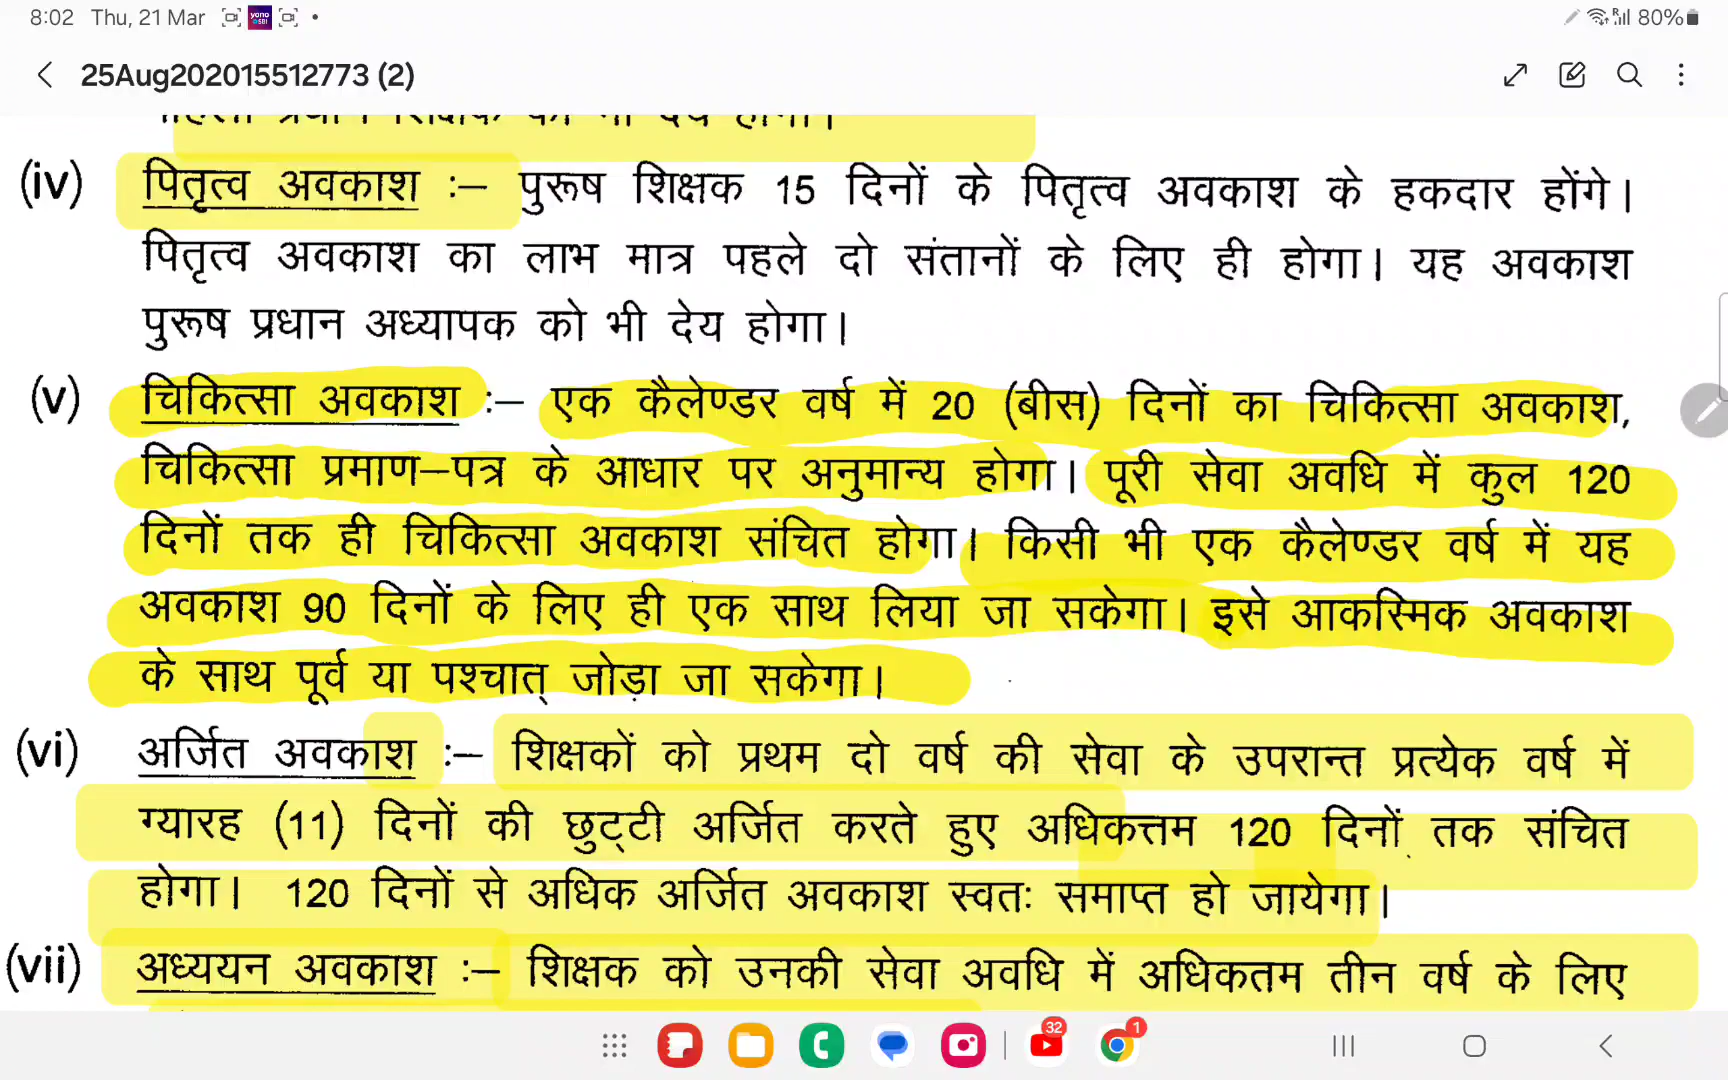 8:02 Thu, 21 Mar yono SBI 80%
25Aug202015512773 (2)
को भी देय होगा।
(iv) पितृत्व अवकाश :– पुरूष शिक्षक 15 दिनों के पितृत्व अवकाश के हकदार होंगे।
पितृत्व अवकाश का लाभ मात्र पहले दो संतानों के लिए ही होगा। यह अवकाश
पुरूष प्रधान अध्यापक को भी देय होगा।
(v) चिकित्सा अवकाश :– एक कैलेण्डर वर्ष में 20 (बीस) दिनों का चिकित्सा अवकाश,
चिकित्सा प्रमाण–पत्र के आधार पर अनुमान्य होगा। पूरी सेवा अवधि में कुल 120
दिनों तक ही चिकित्सा अवकाश संचित होगा। किसी भी एक कैलेण्डर वर्ष में यह
अवकाश 90 दिनों के लिए ही एक साथ लिया जा सकेगा। इसे आकस्मिक अवकाश
के साथ पूर्व या पश्चात् जोड़ा जा सकेगा।
(vi) अर्जित अवकाश :– शिक्षकों को प्रथम दो वर्ष की सेवा के उपरान्त प्रत्येक वर्ष में
ग्यारह (11) दिनों की छुट्टी अर्जित करते हुए अधिकत्तम 120 दिनों तक संचित
होगा। 120 दिनों से अधिक अर्जित अवकाश स्वतः समाप्त हो जायेगा।
(vii) अध्ययन अवकाश :– शिक्षक को उनकी सेवा अवधि में अधिकतम तीन वर्ष के लिए
32 1